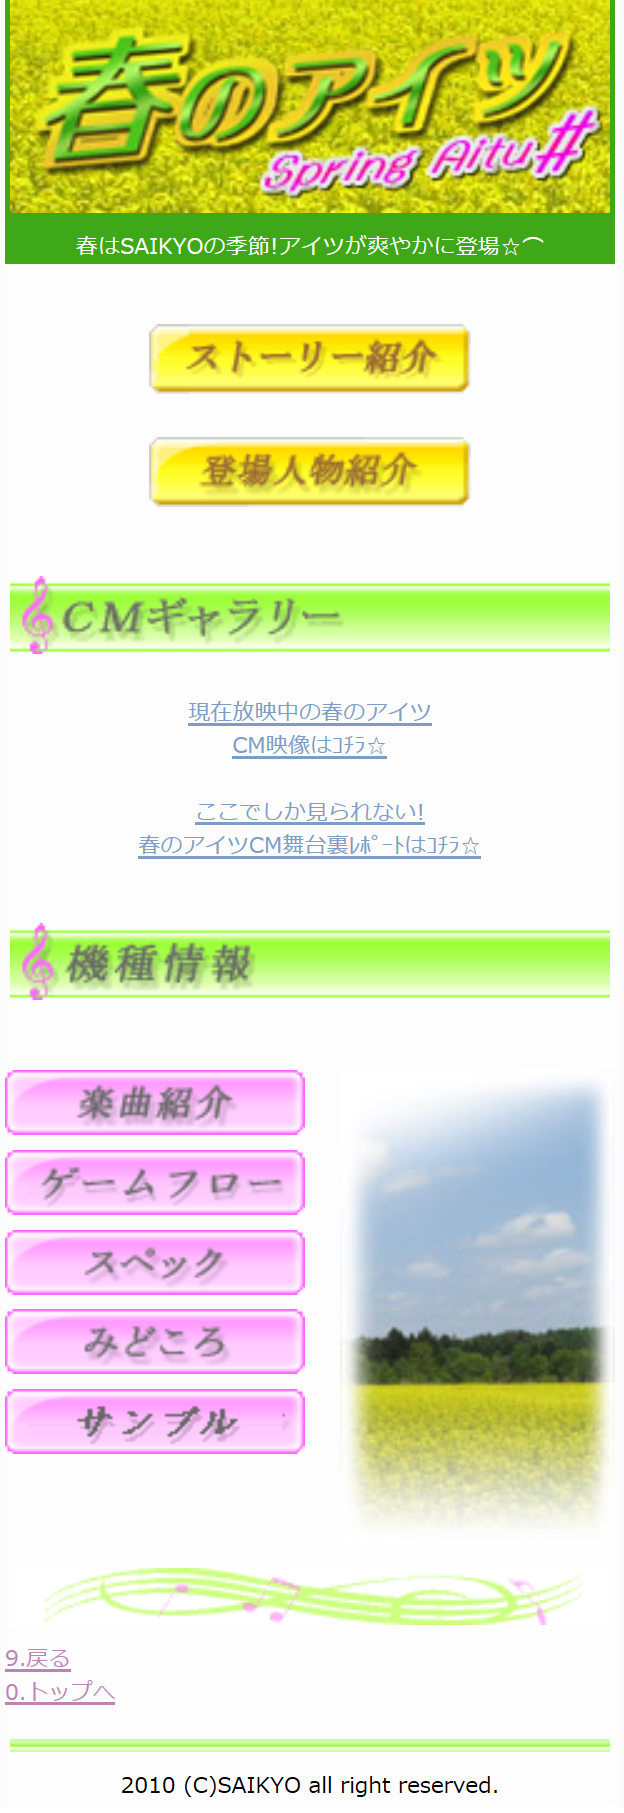 春のアイツ
Spring Aitu#
春はSAIKYOの季節!アイツが爽やかに登場☆⌒
ストーリー紹介
登場人物紹介
CMギャラリー
現在放映中の春のアイツ
CM映像はｺﾁﾗ☆
ここでしか見られない!
春のアイツCM舞台裏ﾚﾎﾟｰﾄはｺﾁﾗ☆
機種情報
楽曲紹介
ゲームフロー
スペック
みどころ
サンプル
9.戻る
0.トップへ
2010 (C)SAIKYO all right reserved.